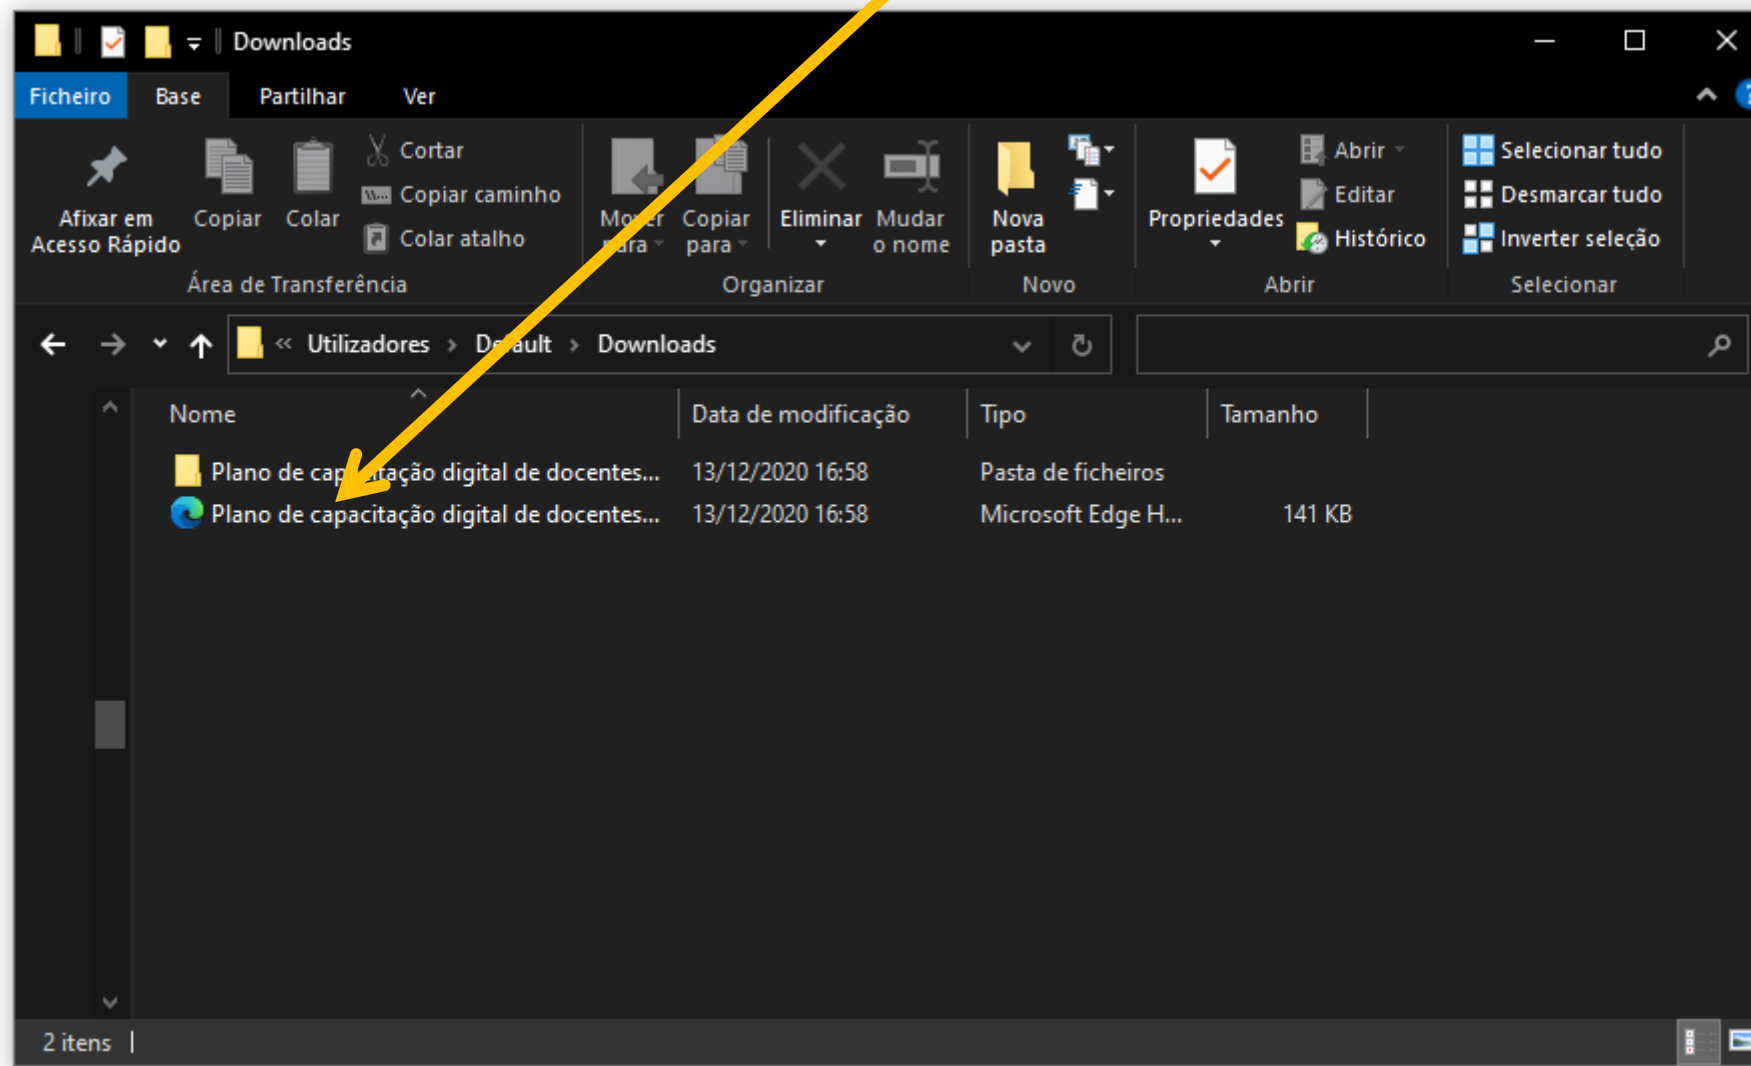 Downloads
Ficheiro Base Partilhar Ver
Afixar em
Acesso Rápido
Copiar
Colar
Cortar
Copiar caminho
Colar atalho
Área de Transferência
Mover
para
Copiar
para
Eliminar
Mudar
o nome
Organizar
Nova
pasta
Novo
Propriedades
Abrir
Editar
Histórico
Abrir
Selecionar tudo
Desmarcar tudo
Inverter seleção
Selecionar
« Utilizadores › Default › Downloads
Nome Data de modificação Tipo Tamanho
Plano de capacitação digital de docentes... 13/12/2020 16:58 Pasta de ficheiros
Plano de capacitação digital de docentes... 13/12/2020 16:58 Microsoft Edge H... 141 KB
2 itens